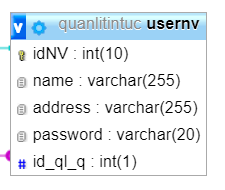 v quanlitintuc usernv
idNV : int(10)
name : varchar(255)
address : varchar(255)
password : varchar(20)
# id_ql_q : int(1)